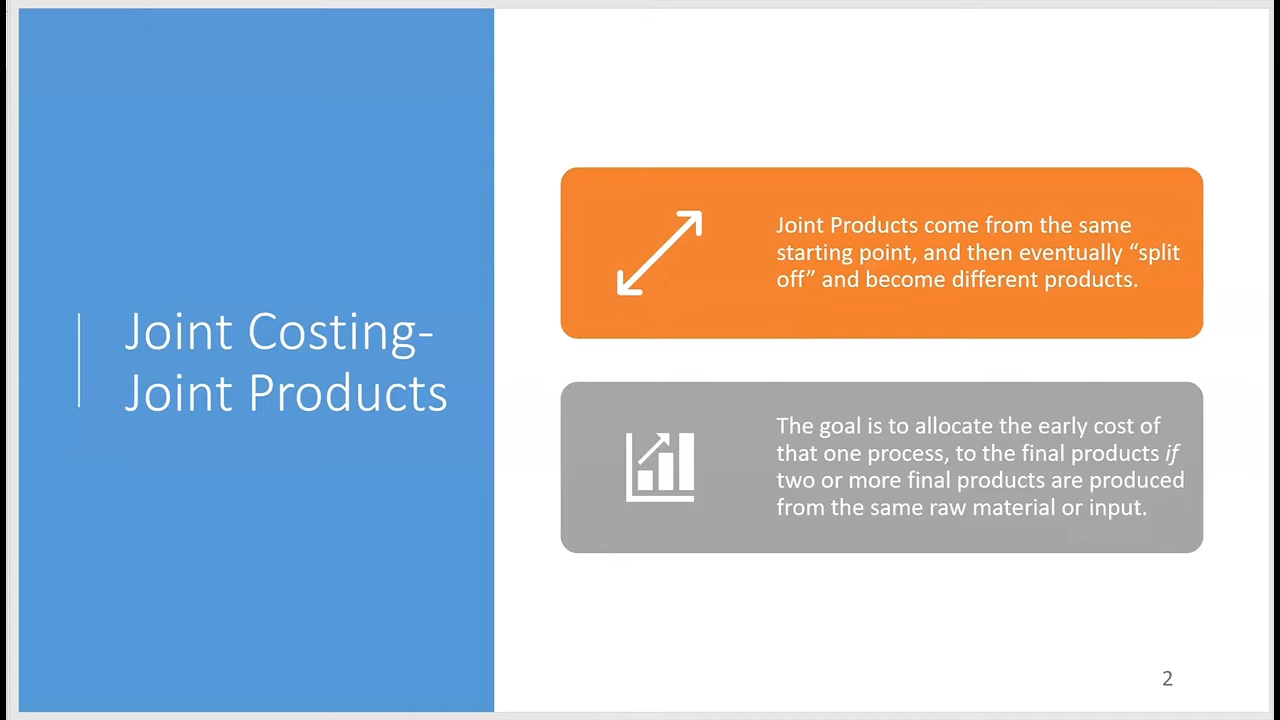 Joint Costing-
Joint Products
Joint Products come from the same
starting point, and then eventually “split
off” and become different products.
The goal is to allocate the early cost of
that one process, to the final products if
two or more final products are produced
from the same raw material or input.
2